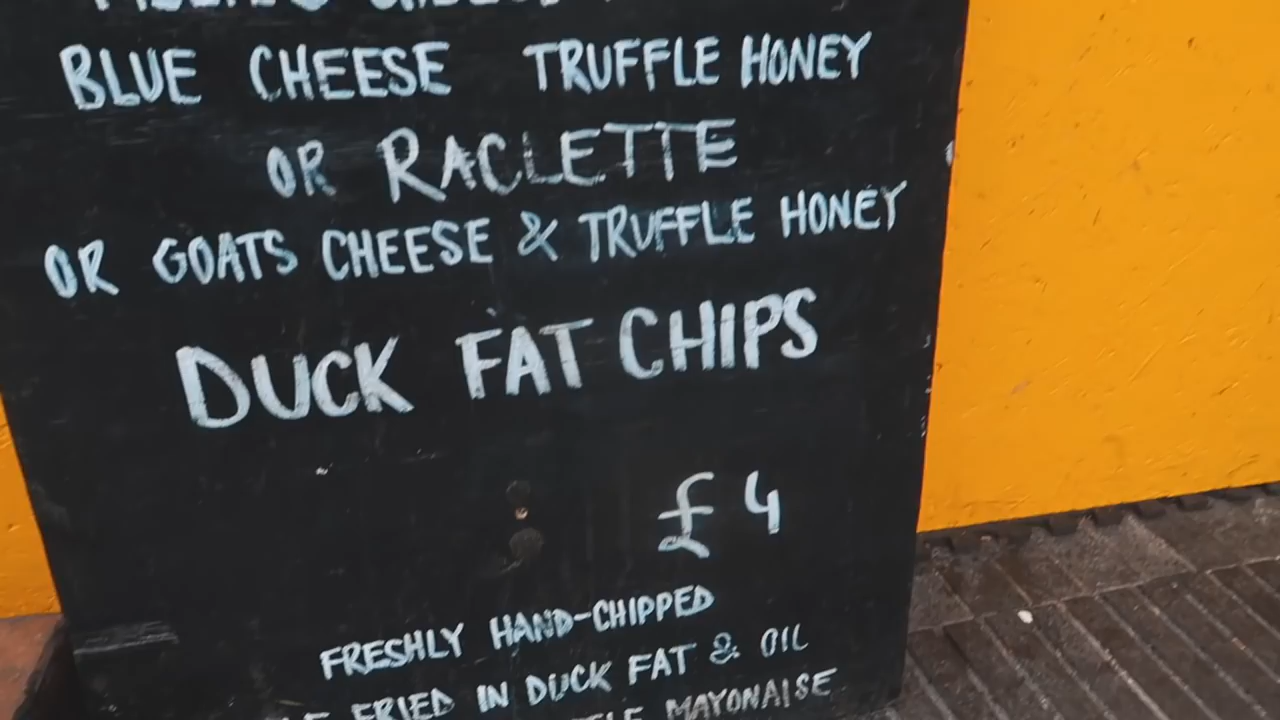 BLUE CHEESE TRUFFLE HONEY
OR RACLETTE
OR GOATS CHEESE & TRUFFLE HONEY
DUCK FAT CHIPS
£4
FRESHLY HAND-CHIPPED
FRIED IN DUCK FAT & OIL
MAYONAISE